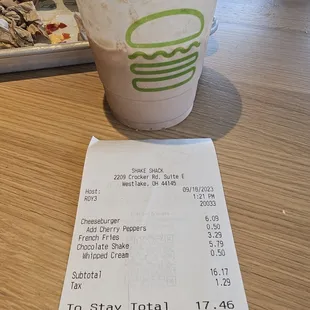 SHAKE SHACK
2209 Crocker Rd. Suite E
Westlake, OH 44145
Host: 09/18/2023
ROY3 1:21 PM
20033
Cheeseburger 6.09
Add Cherry Peppers 0.50
French Fries 3.29
Chocolate Shake 5.79
Whipped Cream 0.50
Subtotal 16.17
Tax 1.29
To Stay Total 17.46